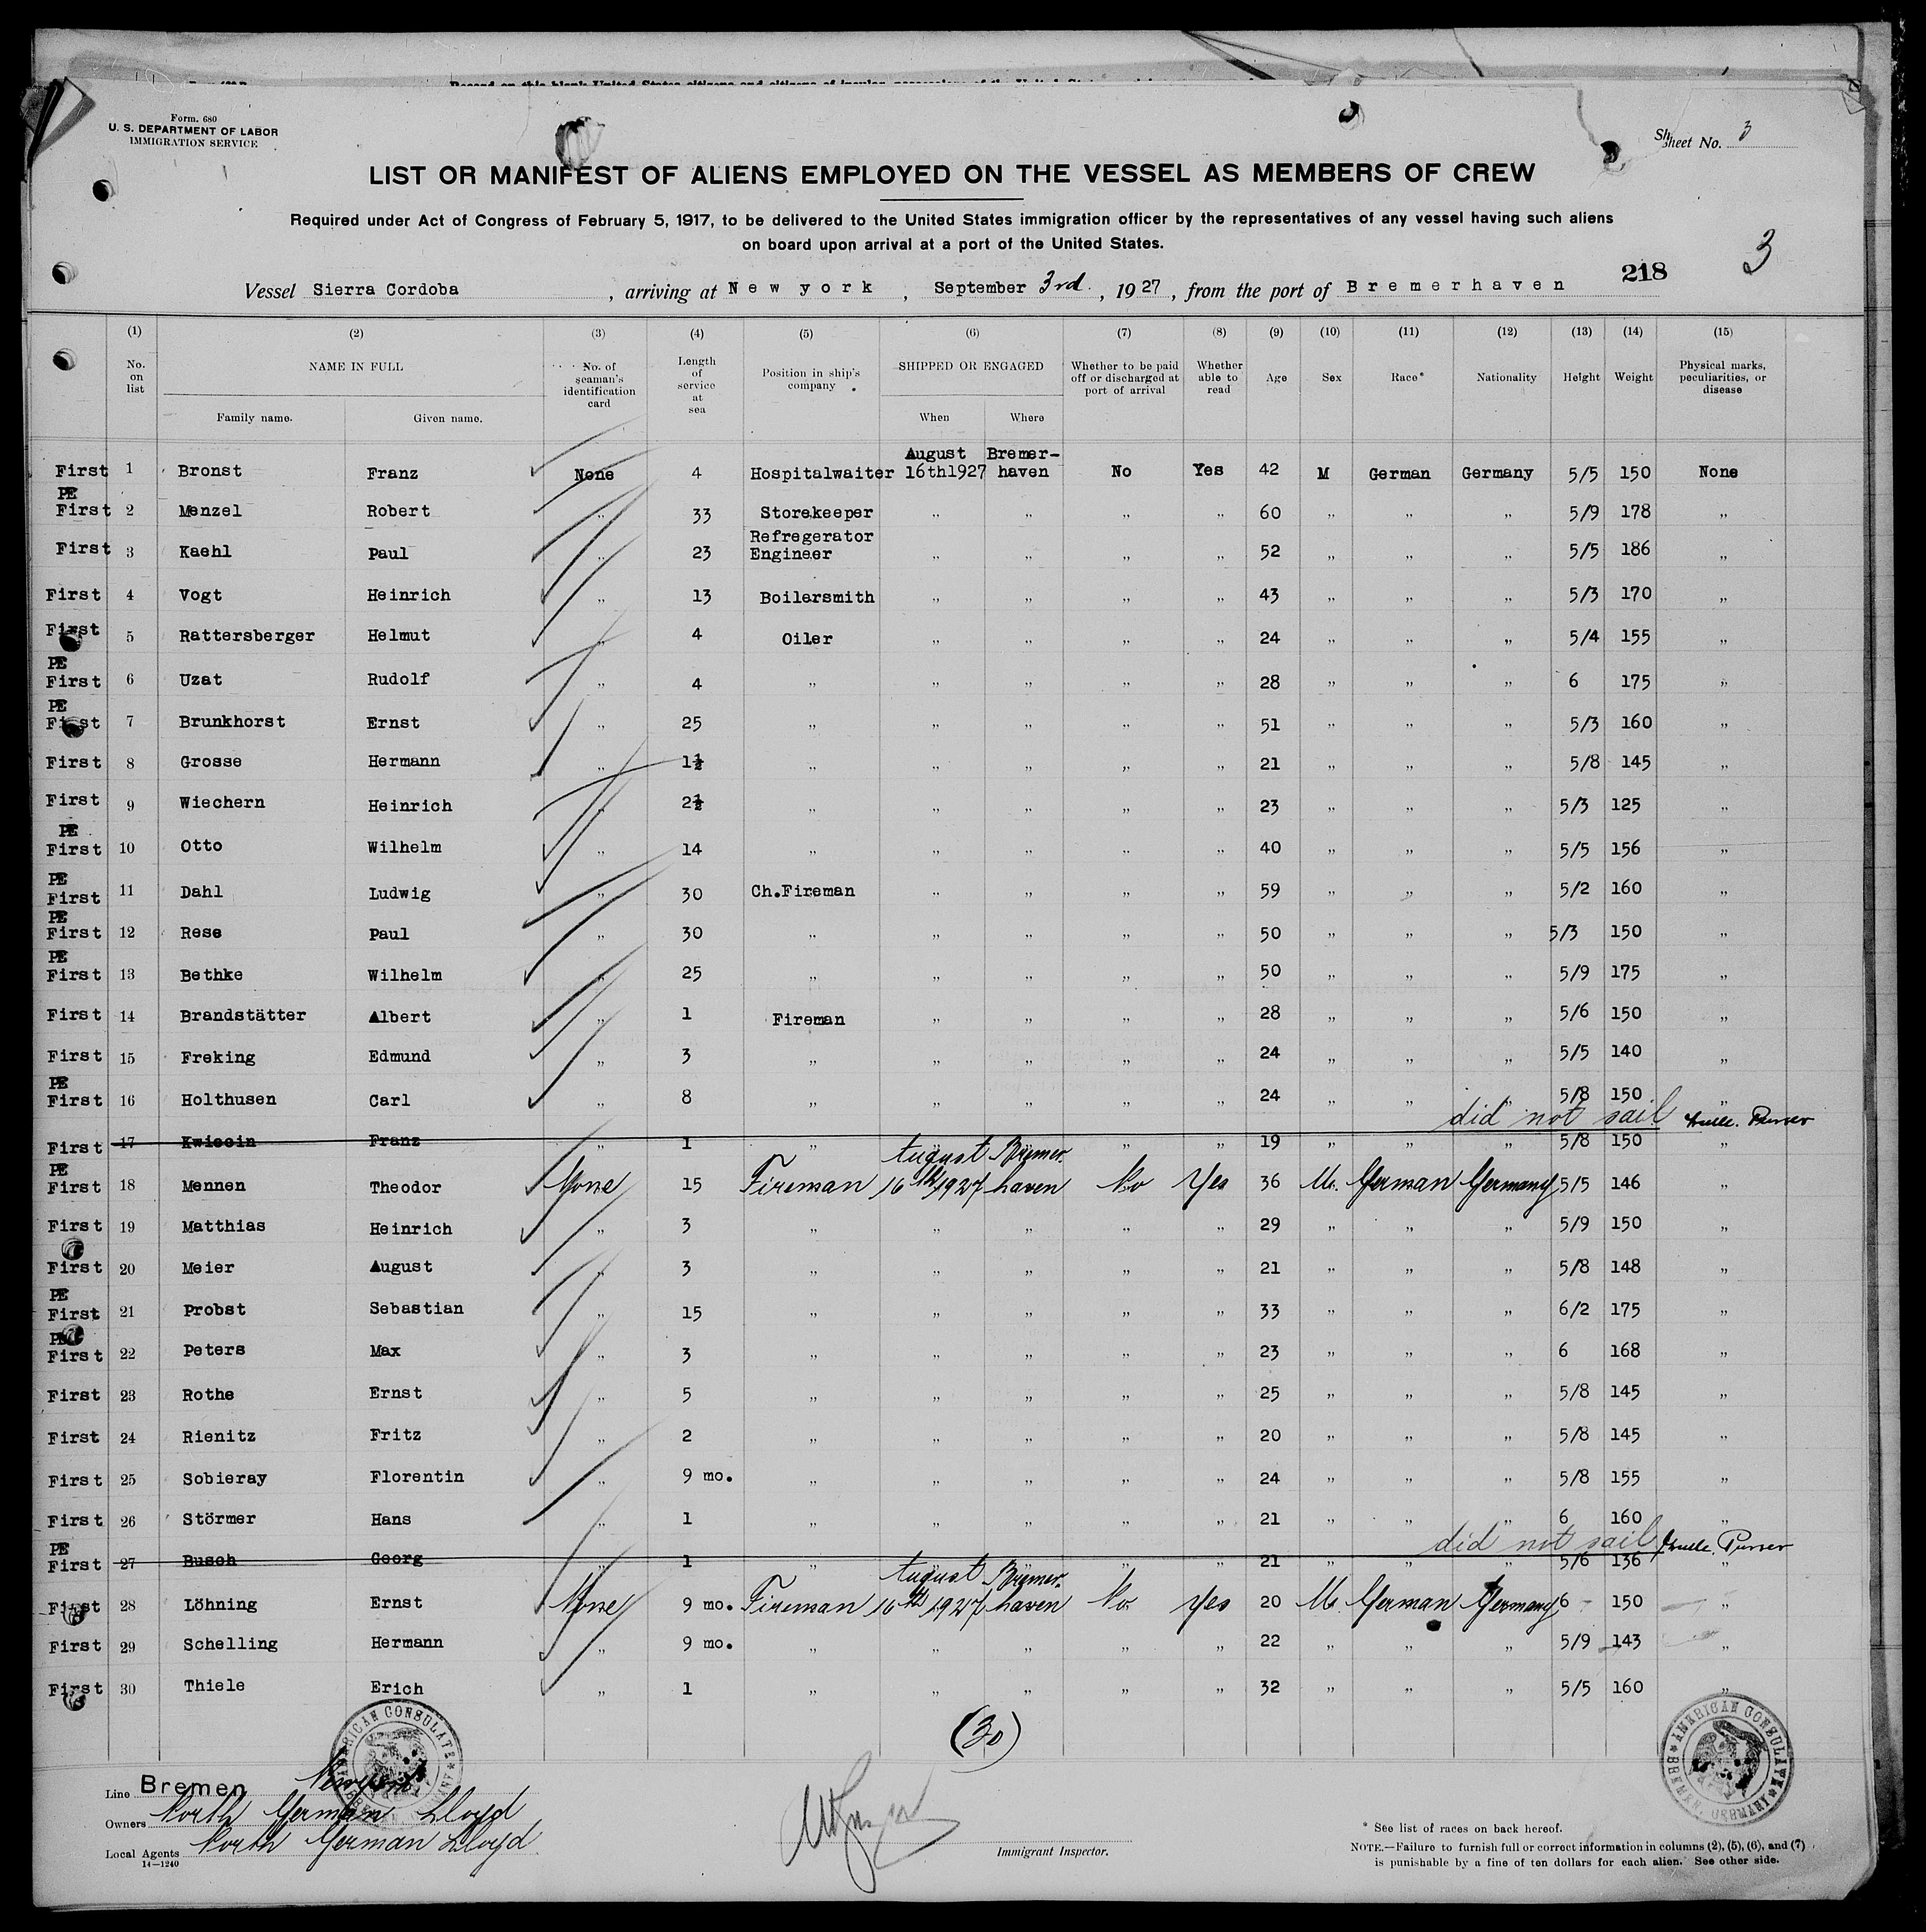 Form. 680
U. S. DEPARTMENT OF LABOR
IMMIGRATION SERVICE
Sheet No. 3
LIST OR MANIFEST OF ALIENS EMPLOYED ON THE VESSEL AS MEMBERS OF CREW
Required under Act of Congress of February 5, 1917, to be delivered to the United States immigration officer by the representatives of any vessel having such aliens
on board upon arrival at a port of the United States.
218 3
Vessel Sierra Cordoba , arriving at New york , September 3rd. , 1927 , from the port of Bremerhaven
(1) (2) (3) (4) (5) (6) (7) (8) (9) (10) (11) (12) (13) (14) (15)
No. on list NAME IN FULL Family name. Given name. No. of seaman's identification card Length of service at sea Position in ship's company SHIPPED OR ENGAGED When Where Whether to be paid off or discharged at port of arrival Whether able to read Age Sex Race* Nationality Height Weight Physical marks, peculiarities, or disease
First 1 Bronst Franz None 4 Hospitalwaiter August 16th1927 Bremer-haven No Yes 42 M German Germany 5/5 150 None
PE First 2 Menzel Robert " 33 Storekeeper " " " " 60 " " " 5/9 178 "
First 3 Kaehl Paul " 23 Refregerator Engineer " " " " 52 " " " 5/5 186 "
First 4 Vogt Heinrich " 13 Boilersmith " " " " 43 " " " 5/3 170 "
First 5 Rattersberger Helmut " 4 Oiler " " " " 24 " " " 5/4 155 "
PE First 6 Uzat Rudolf " 4 " " " " " 28 " " " 6 175 "
PE First 7 Brunkhorst Ernst " 25 " " " " " 51 " " " 5/3 160 "
First 8 Grosse Hermann " 1½ " " " " " 21 " " " 5/8 145 "
First 9 Wiechern Heinrich " 2½ " " " " " 23 " " " 5/3 125 "
PE First 10 Otto Wilhelm " 14 " " " " " 40 " " " 5/5 156 "
PE First 11 Dahl Ludwig " 30 Ch.Fireman " " " " 59 " " " 5/2 160 "
PE First 12 Rese Paul " 30 " " " " " 50 " " " 5/3 150 "
PE First 13 Bethke Wilhelm " 25 " " " " " 50 " " " 5/9 175 "
First 14 Brandstätter Albert " 1 Fireman " " " " 28 " " " 5/6 150 "
First 15 Freking Edmund " 3 " " " " " 24 " " " 5/5 140 "
PE First 16 Holthusen Carl " 8 " " " " " 24 " " " 5/8 150 "
did not sail Purser
First 17 Kwiecin Franz " 1 " " " 19 " " " 5/8 150 "
PE First 18 Mennen Theodor None 15 Fireman August 16th 1927 Bremer-haven No Yes 36 M. German Germany 5/5 146 "
First 19 Matthias Heinrich " 3 " " " " " 29 " " " 5/9 150 "
First 20 Meier August " 3 " " " " " 21 " " " 5/8 148 "
PE First 21 Probst Sebastian " 15 " " " " " 33 " " " 6/2 175 "
PE First 22 Peters Max " 3 " " " " " 23 " " " 6 168 "
First 23 Rothe Ernst " 5 " " " " " 25 " " " 5/8 145 "
First 24 Rienitz Fritz " 2 " " " " " 20 " " " 5/8 145 "
First 25 Sobieray Florentin " 9 mo. " " " " " 24 " " " 5/8 155 "
First 26 Störmer Hans " 1 " " " " " 21 " " " 6 160 "
did not sail Purser
PE First 27 Busch Georg " 1 " " " 21 " " " 5/6 136 "
First 28 Löhning Ernst None 9 mo. Fireman August 16th 1927 Bremer-haven No Yes 20 M. German Germany 6 150 "
First 29 Schelling Hermann " 9 mo. " " " " " 22 " " " 5/9 143 "
First 30 Thiele Erich " 1 " " " " " 32 " " " 5/5 160 "
(30)
AMERICAN CONSULATE
BREMEN, GERMANY
AMERICAN CONSULATE
BREMEN, GERMANY
Line Bremen
Owners North German Lloyd
Local Agents North German Lloyd
14—1240
Immigrant Inspector.
* See list of races on back hereof.
NOTE.—Failure to furnish full or correct information in columns (2), (5), (6), and (7)
is punishable by a fine of ten dollars for each alien. See other side.